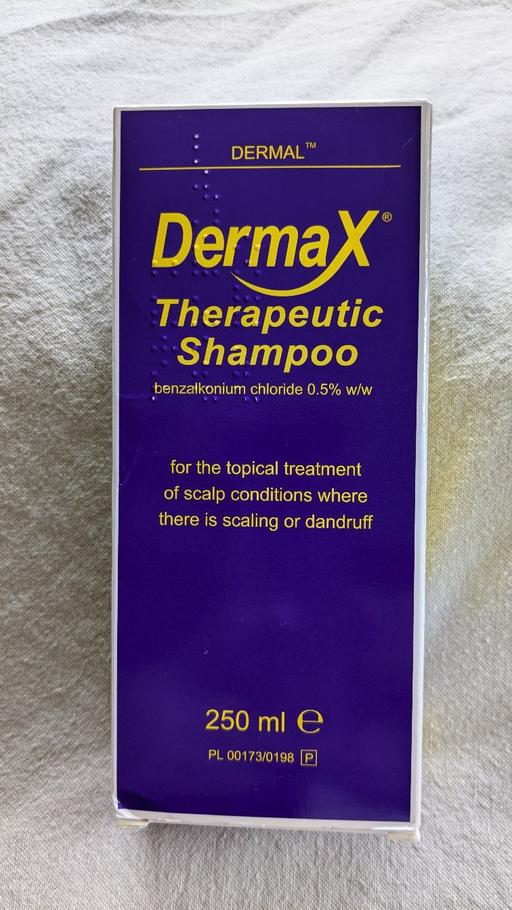 DERMAL™
DermaX®
Therapeutic
Shampoo
benzalkonium chloride 0.5% w/w
for the topical treatment
of scalp conditions where
there is scaling or dandruff
250 ml ℮
PL 00173/0198 P